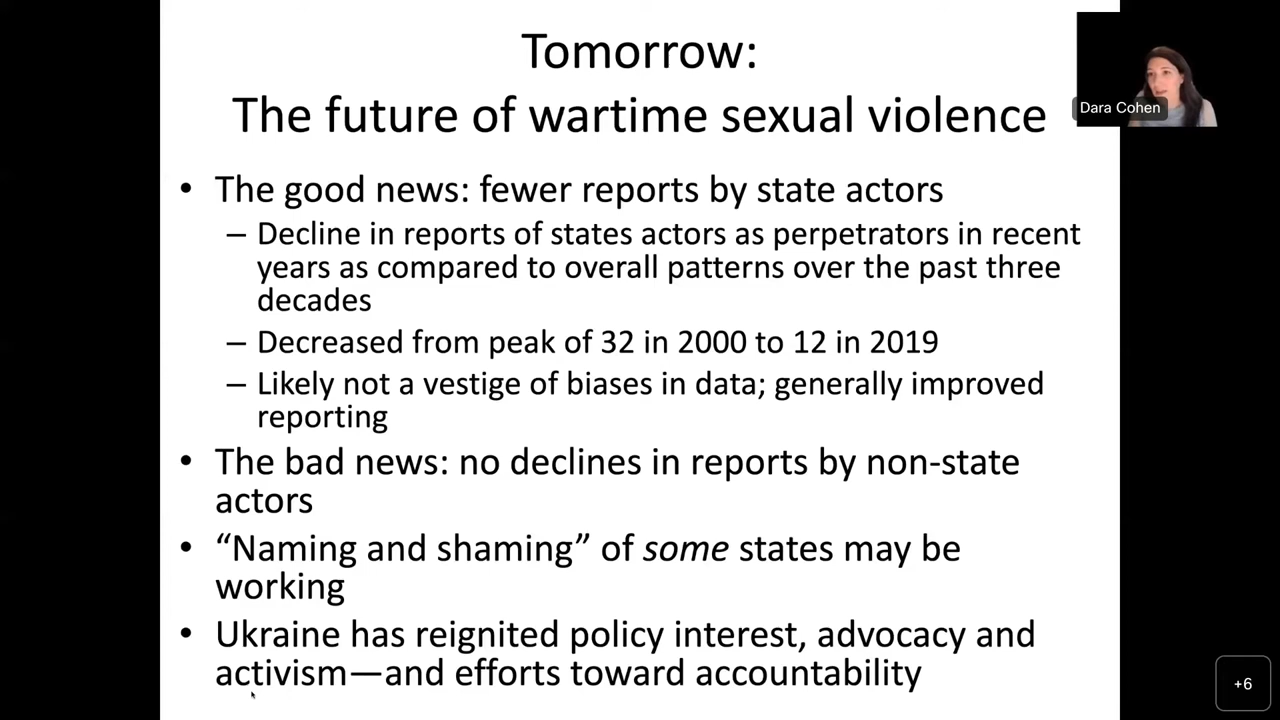 Tomorrow:
The future of wartime sexual violence
Dara Cohen
• The good news: fewer reports by state actors
– Decline in reports of states actors as perpetrators in recent
years as compared to overall patterns over the past three
decades
– Decreased from peak of 32 in 2000 to 12 in 2019
– Likely not a vestige of biases in data; generally improved
reporting
• The bad news: no declines in reports by non-state
actors
• “Naming and shaming” of some states may be
working
• Ukraine has reignited policy interest, advocacy and
activism—and efforts toward accountability
+6